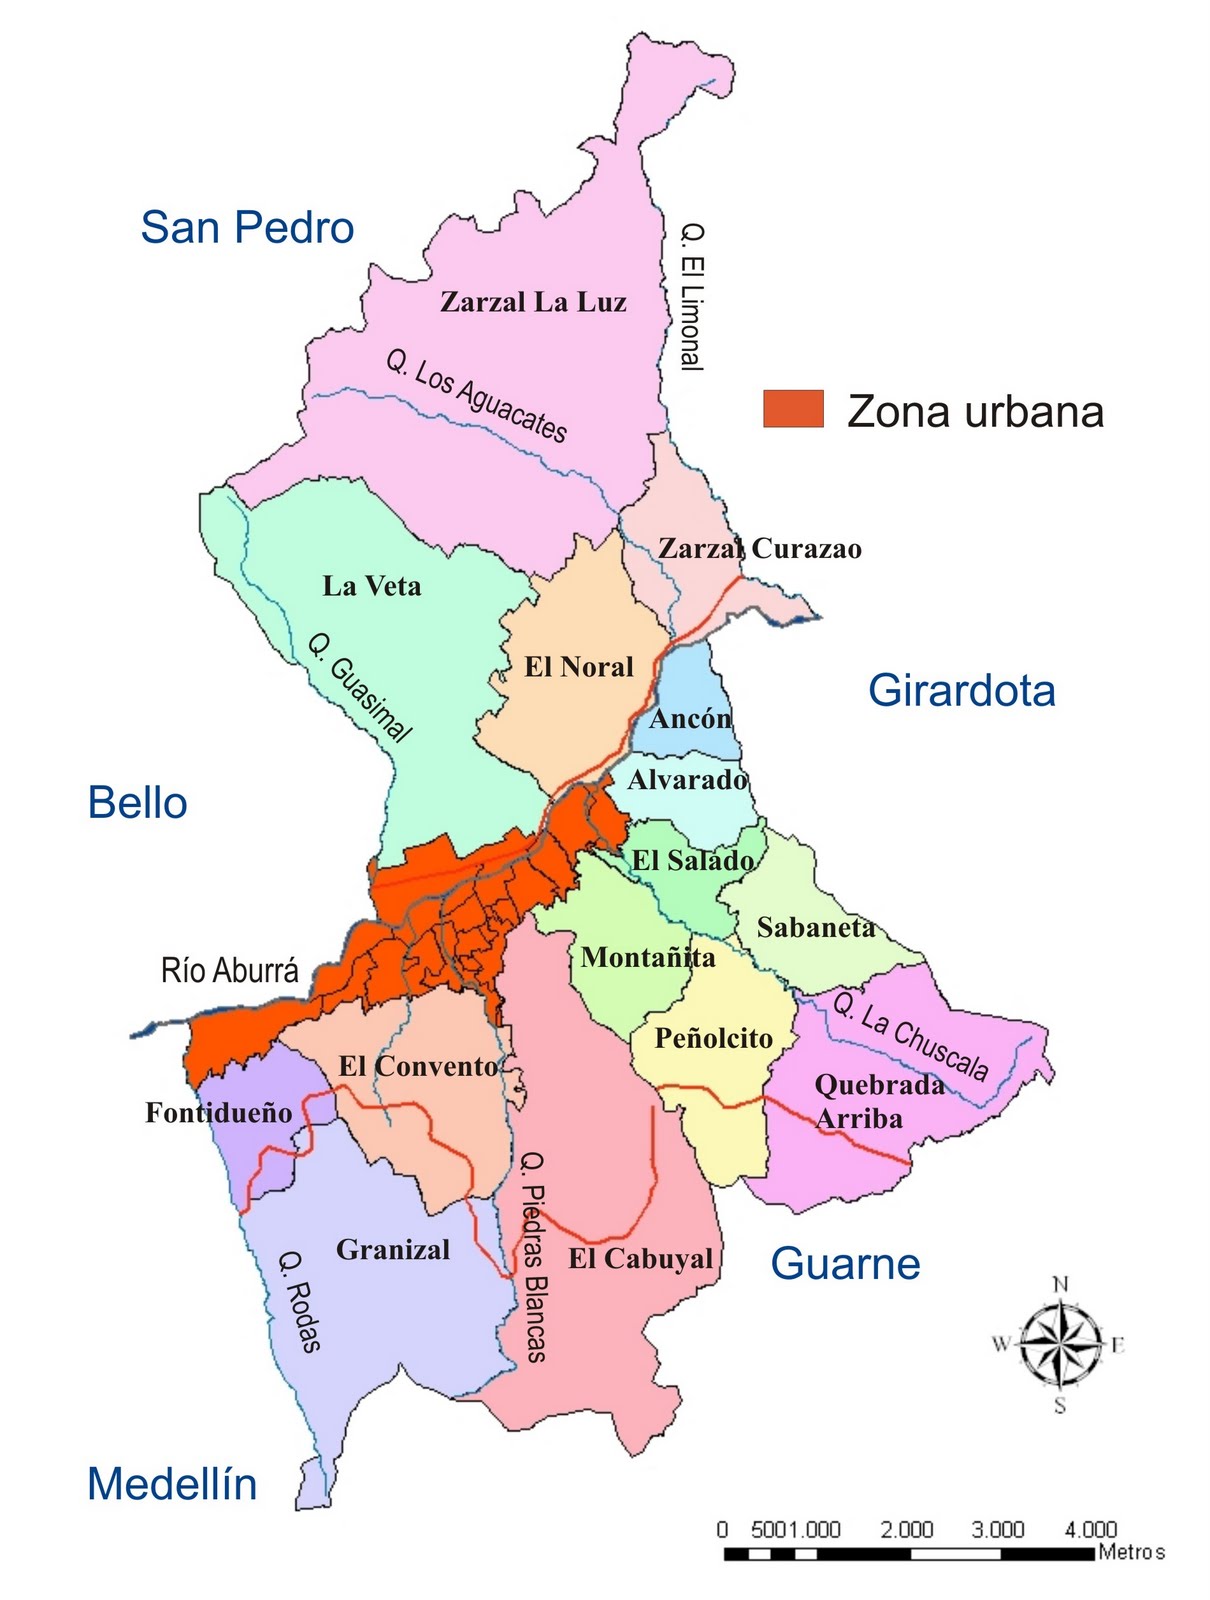 San Pedro
Q. El Limonal
Zarzal La Luz
Q. Los Aguacates
Zona urbana
Zarzal Curazao
La Veta
Q. Guasimal
El Noral
Girardota
Ancón
Alvarado
Bello
El Salado
Sabaneta
Montañita
Río Aburrá
Q. La Chuscala
Peñolcito
El Convento
Quebrada
Arriba
Fontidueño
Q. Piedras Blancas
Granizal
El Cabuyal
Guarne
Q. Rodas
N
W
E
S
Medellín
0 500 1.000 2.000 3.000 4.000
Metros